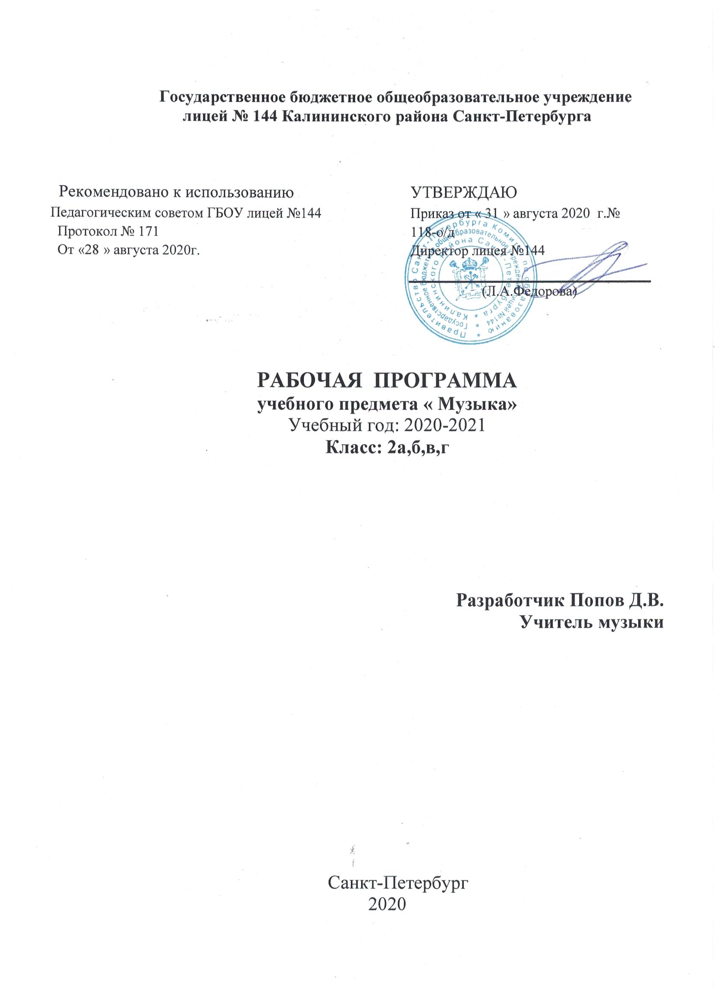 Государственное бюджетное общеобразовательное учреждение
лицей № 144 Калининского района Санкт-Петербурга
Рекомендовано к использованию
Педагогическим советом ГБОУ лицей №144
Протокол № 171
От «28 » августа 2020г.
УТВЕРЖДАЮ
Приказ от « 31 » августа 2020 г.№
118-о/д
Директор лицея №144
(Л.А.Федорова)
Правительство Санкт-Петербурга Комитет по образованию *
Государственное бюджетное общеобразовательное учреждение лицей №144 *
Калининского района Санкт-Петербурга *
РАБОЧАЯ ПРОГРАММА
учебного предмета « Музыка»
Учебный год: 2020-2021
Класс: 2а,б,в,г
Разработчик Попов Д.В.
Учитель музыки
Санкт-Петербург
2020